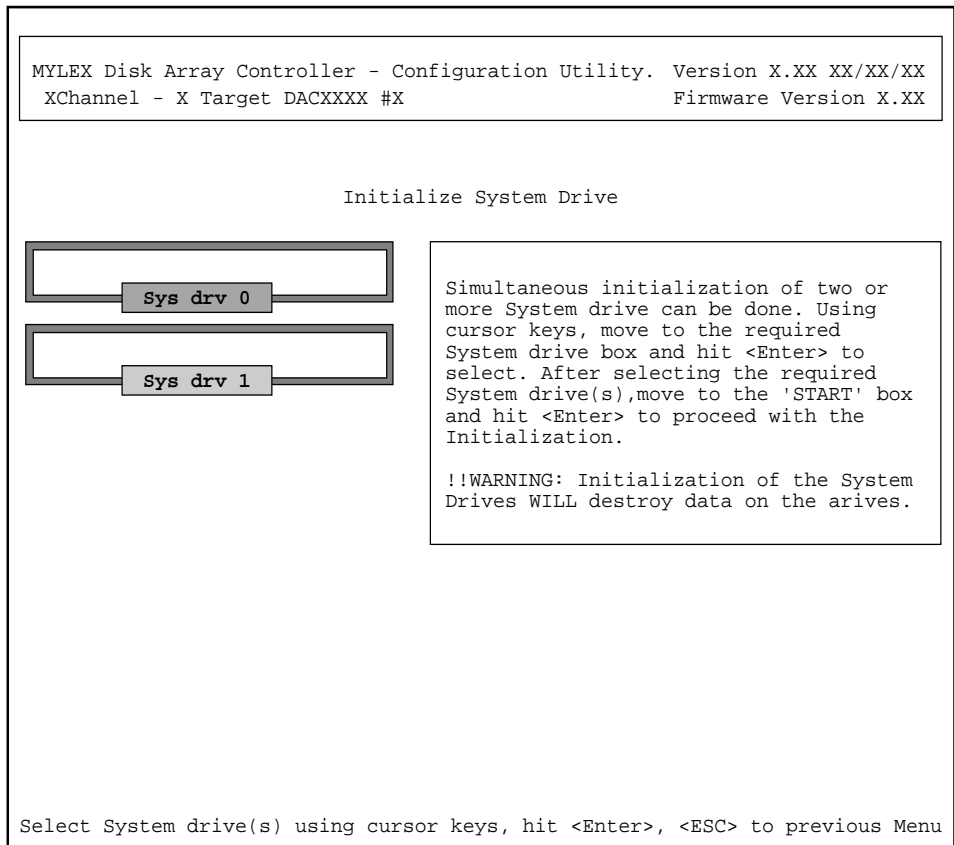 MYLEX Disk Array Controller - Configuration Utility. Version X.XX XX/XX/XX
XChannel - X Target DACXXXX #X Firmware Version X.XX
Initialize System Drive
Sys drv 0
Sys drv 1
Simultaneous initialization of two or
more System drive can be done. Using
cursor keys, move to the required
System drive box and hit <Enter> to
select. After selecting the required
System drive(s),move to the 'START' box
and hit <Enter> to proceed with the
Initialization.
!!WARNING: Initialization of the System
Drives WILL destroy data on the arives.
Select System drive(s) using cursor keys, hit <Enter>, <ESC> to previous Menu